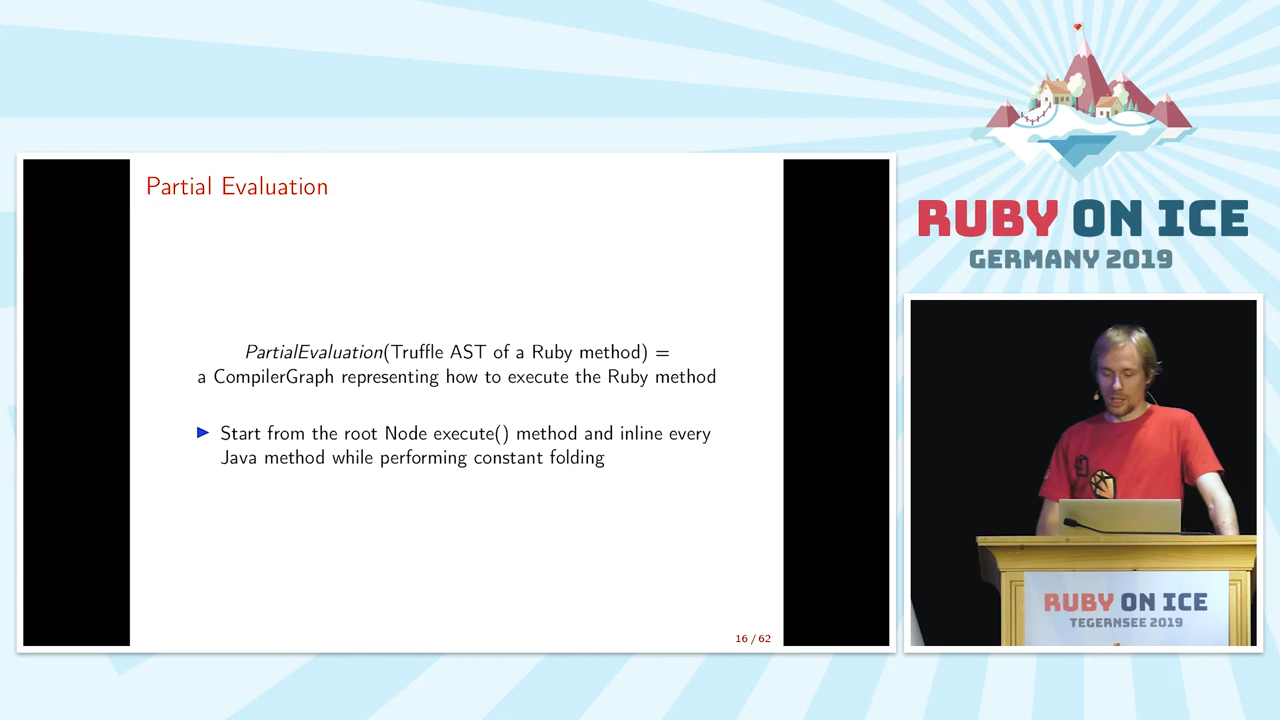 Partial Evaluation
PartialEvaluation(Truffle AST of a Ruby method) =
a CompilerGraph representing how to execute the Ruby method
Start from the root Node execute() method and inline every
Java method while performing constant folding
16 / 62
RUBY ON ICE
GERMANY 2019
RUBY ON ICE
TEGERNSEE 2019